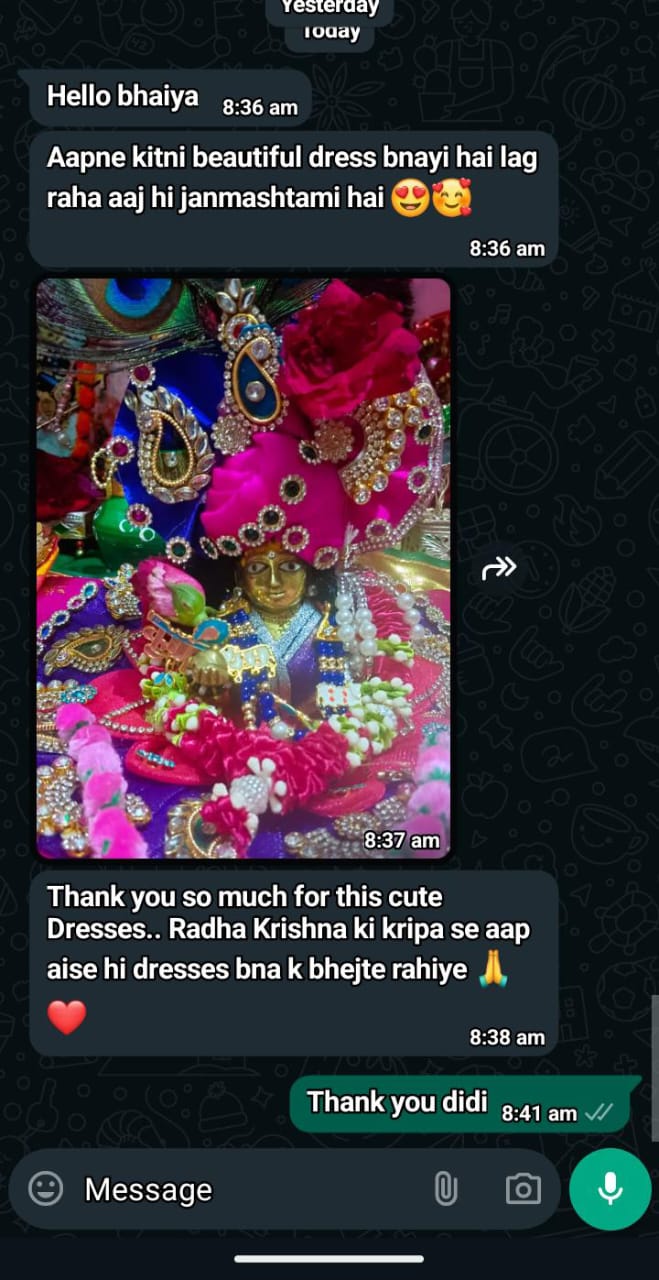 Yesterday
Today
Hello bhaiya 8:36 am
Aapne kitni beautiful dress bnayi hai lag
raha aaj hi janmashtami hai 😍🥰
8:36 am
8:37 am
Thank you so much for this cute
Dresses.. Radha Krishna ki kripa se aap
aise hi dresses bna k bhejte rahiye 🙏
❤️
8:38 am
Thank you didi 8:41 am
Message